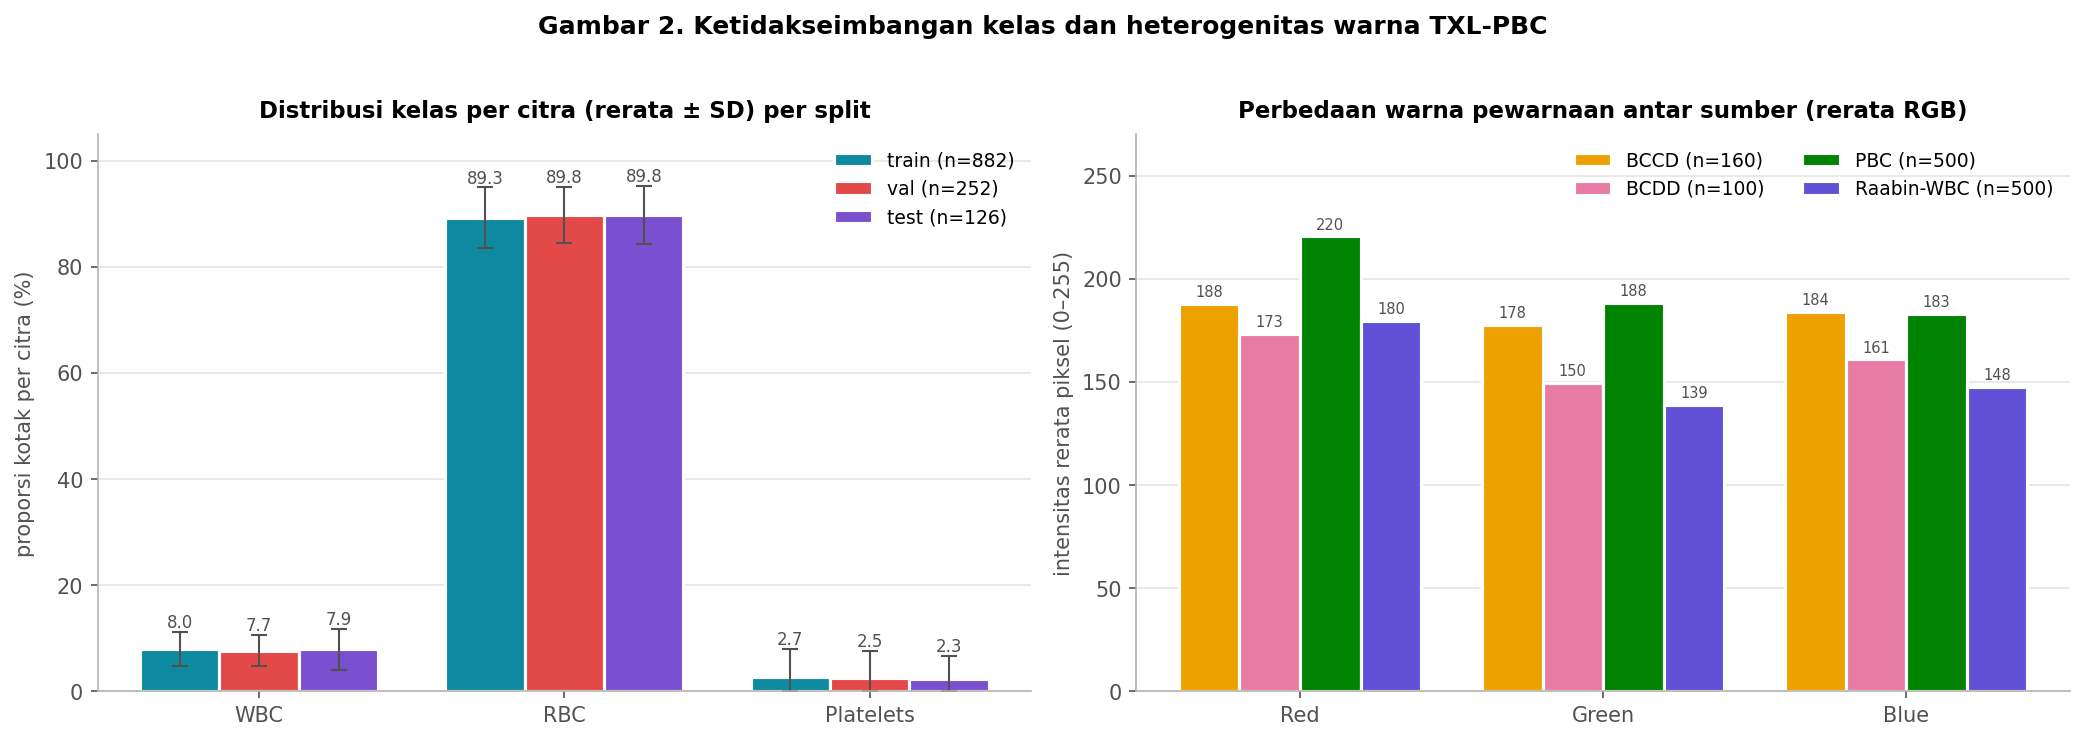 Gambar 2. Ketidakseimbangan kelas dan heterogenitas warna TXL-PBC
Distribusi kelas per citra (rerata ± SD) per split
proporsi kotak per citra (%)
100
80
60
40
20
0
train (n=882)
val (n=252)
test (n=126)
8.0
7.7
7.9
89.3
89.8
89.8
2.7
2.5
2.3
WBC
RBC
Platelets
Perbedaan warna pewarnaan antar sumber (rerata RGB)
intensitas rerata piksel (0–255)
250
200
150
100
50
0
BCCD (n=160)
BCDD (n=100)
PBC (n=500)
Raabin-WBC (n=500)
188
173
220
180
178
150
188
139
184
161
183
148
Red
Green
Blue